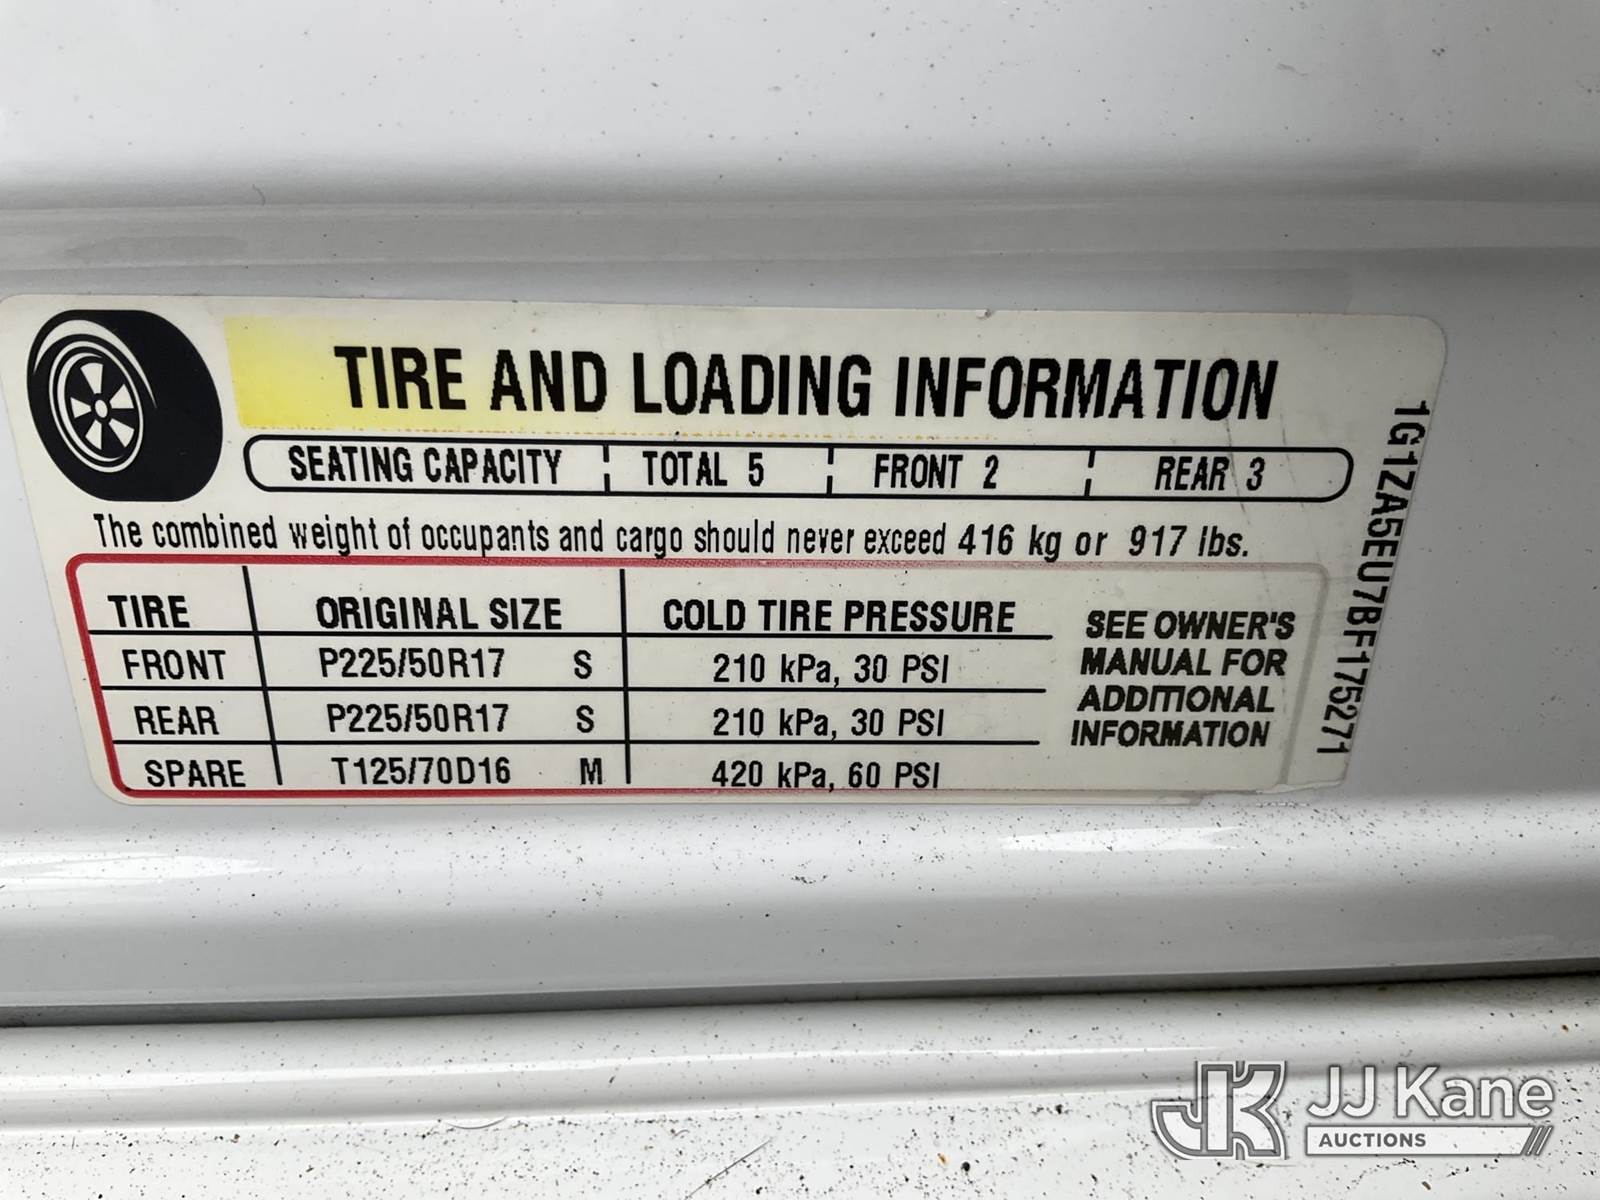 TIRE AND LOADING INFORMATION
SEATING CAPACITY TOTAL 5 FRONT 2 REAR 3
The combined weight of occupants and cargo should never exceed 416 kg or 917 lbs.
TIRE ORIGINAL SIZE COLD TIRE PRESSURE
FRONT P225/50R17 S 210 kPa, 30 PSI
REAR P225/50R17 S 210 kPa, 30 PSI
SPARE T125/70D16 M 420 kPa, 60 PSI
SEE OWNER'S
MANUAL FOR
ADDITIONAL
INFORMATION
1G1ZA5EU7BF175271
JK JJ Kane
AUCTIONS